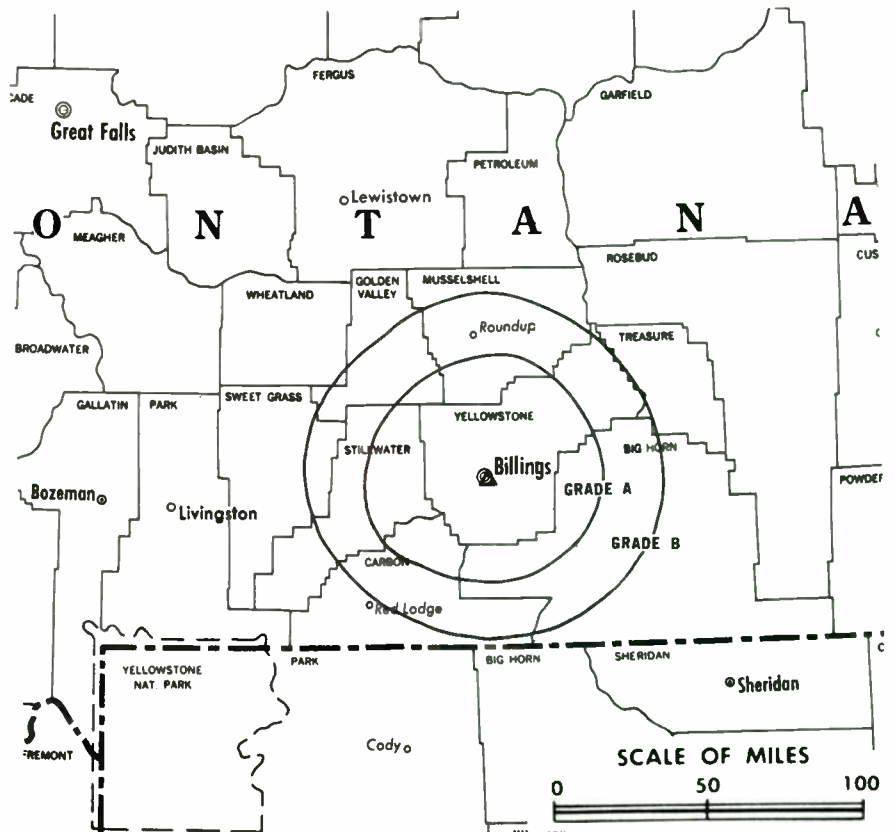 FERGUS
CADE
GARFIELD
Great Falls
JUDITH BASIN
PETROLEUM
Lewistown
O N T A N A
MEAGHER
ROSEBUD
CUS
GOLDEN
VALLEY
MUSSELSHELL
WHEATLAND
Roundup
TREASURE
BROADWATER
GALLATIN
PARK
SWEET GRASS
YELLOWSTONE
STILLWATER
BIG HORN
Billings
POWDER
Bozeman
GRADE A
Livingston
GRADE B
CARBON
Red Lodge
YELLOWSTONE
NAT. PARK
PARK
BIG HORN
SHERIDAN
Sheridan
Cody
FREMONT
SCALE OF MILES
0 50 100